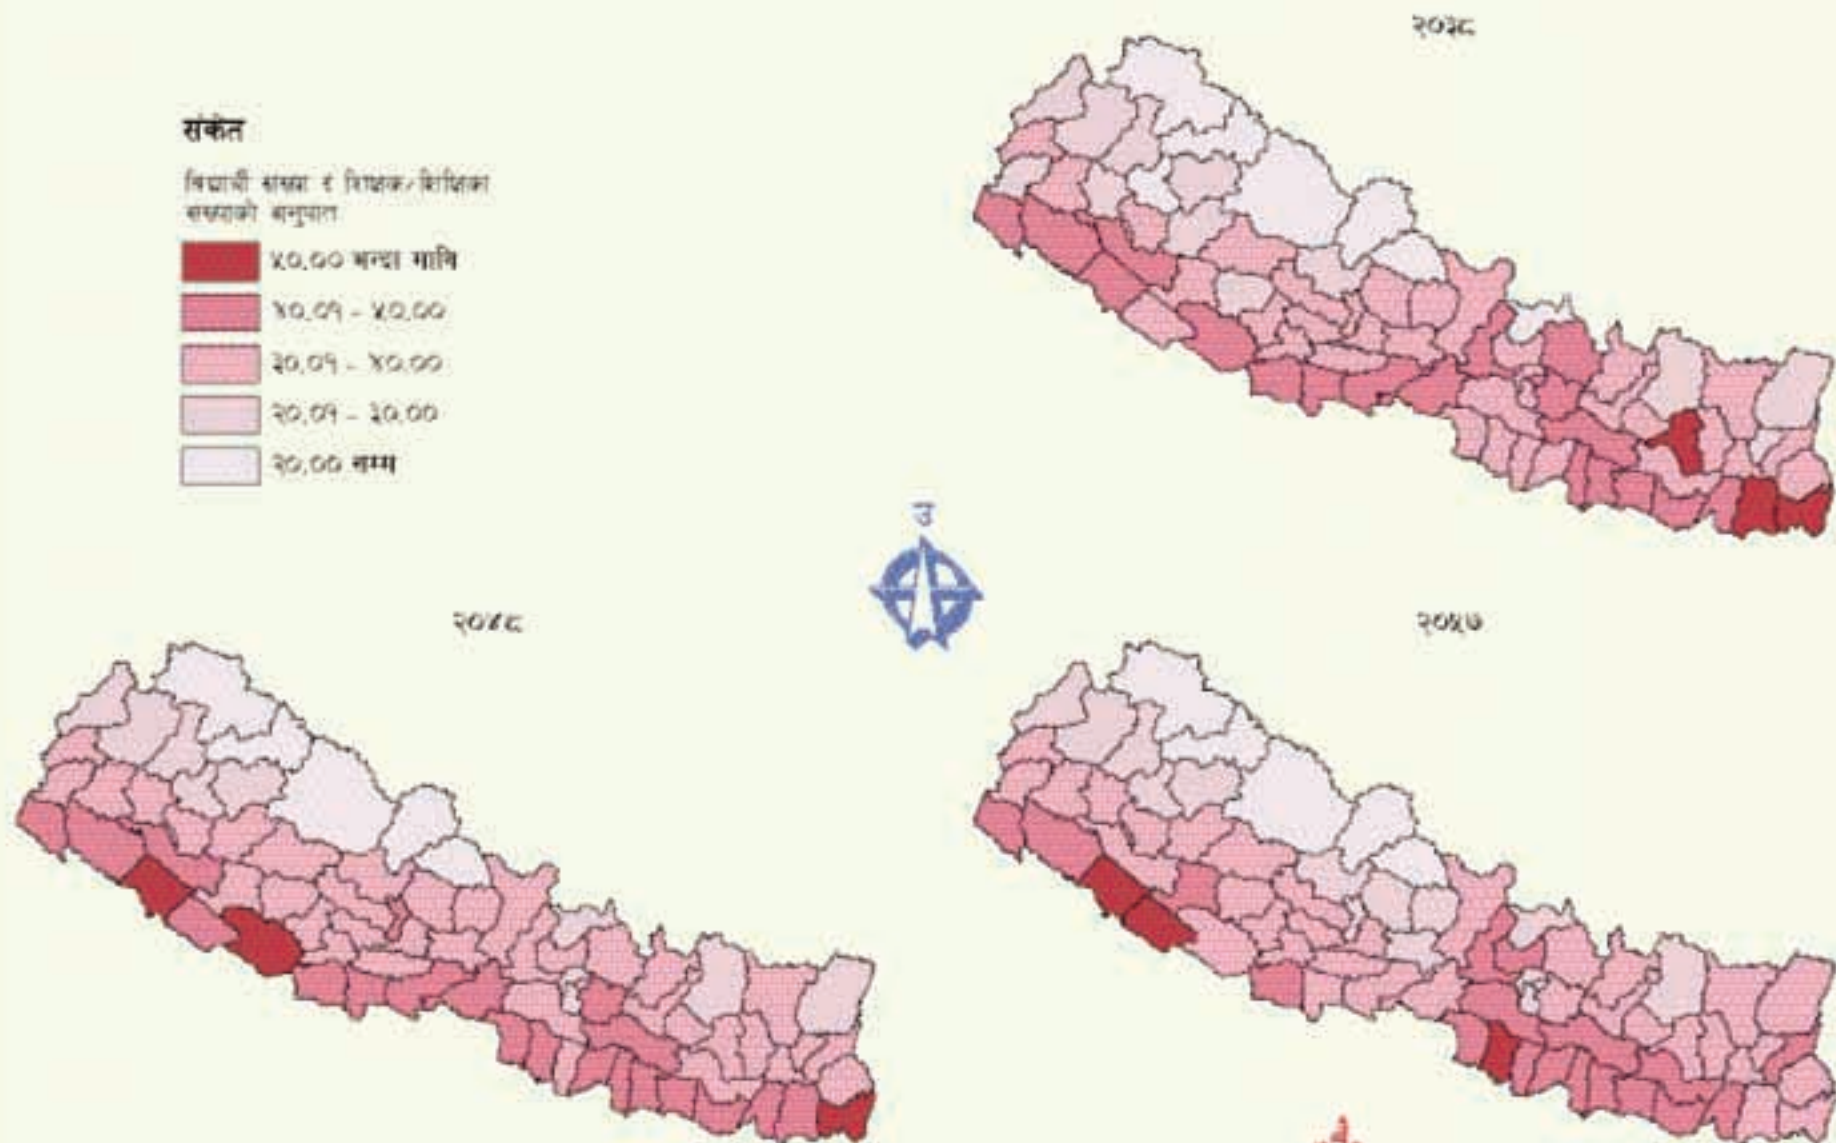 २०३८
संकेत
विद्यार्थी संख्या र शिक्षक/शिक्षिका
संख्याको अनुपात
५०.०० भन्दा माथि
४०.०१ - ५०.००
३०.०१ - ४०.००
२०.०१ - ३०.००
२०.०० सम्म
उ
२०४८
२०५७